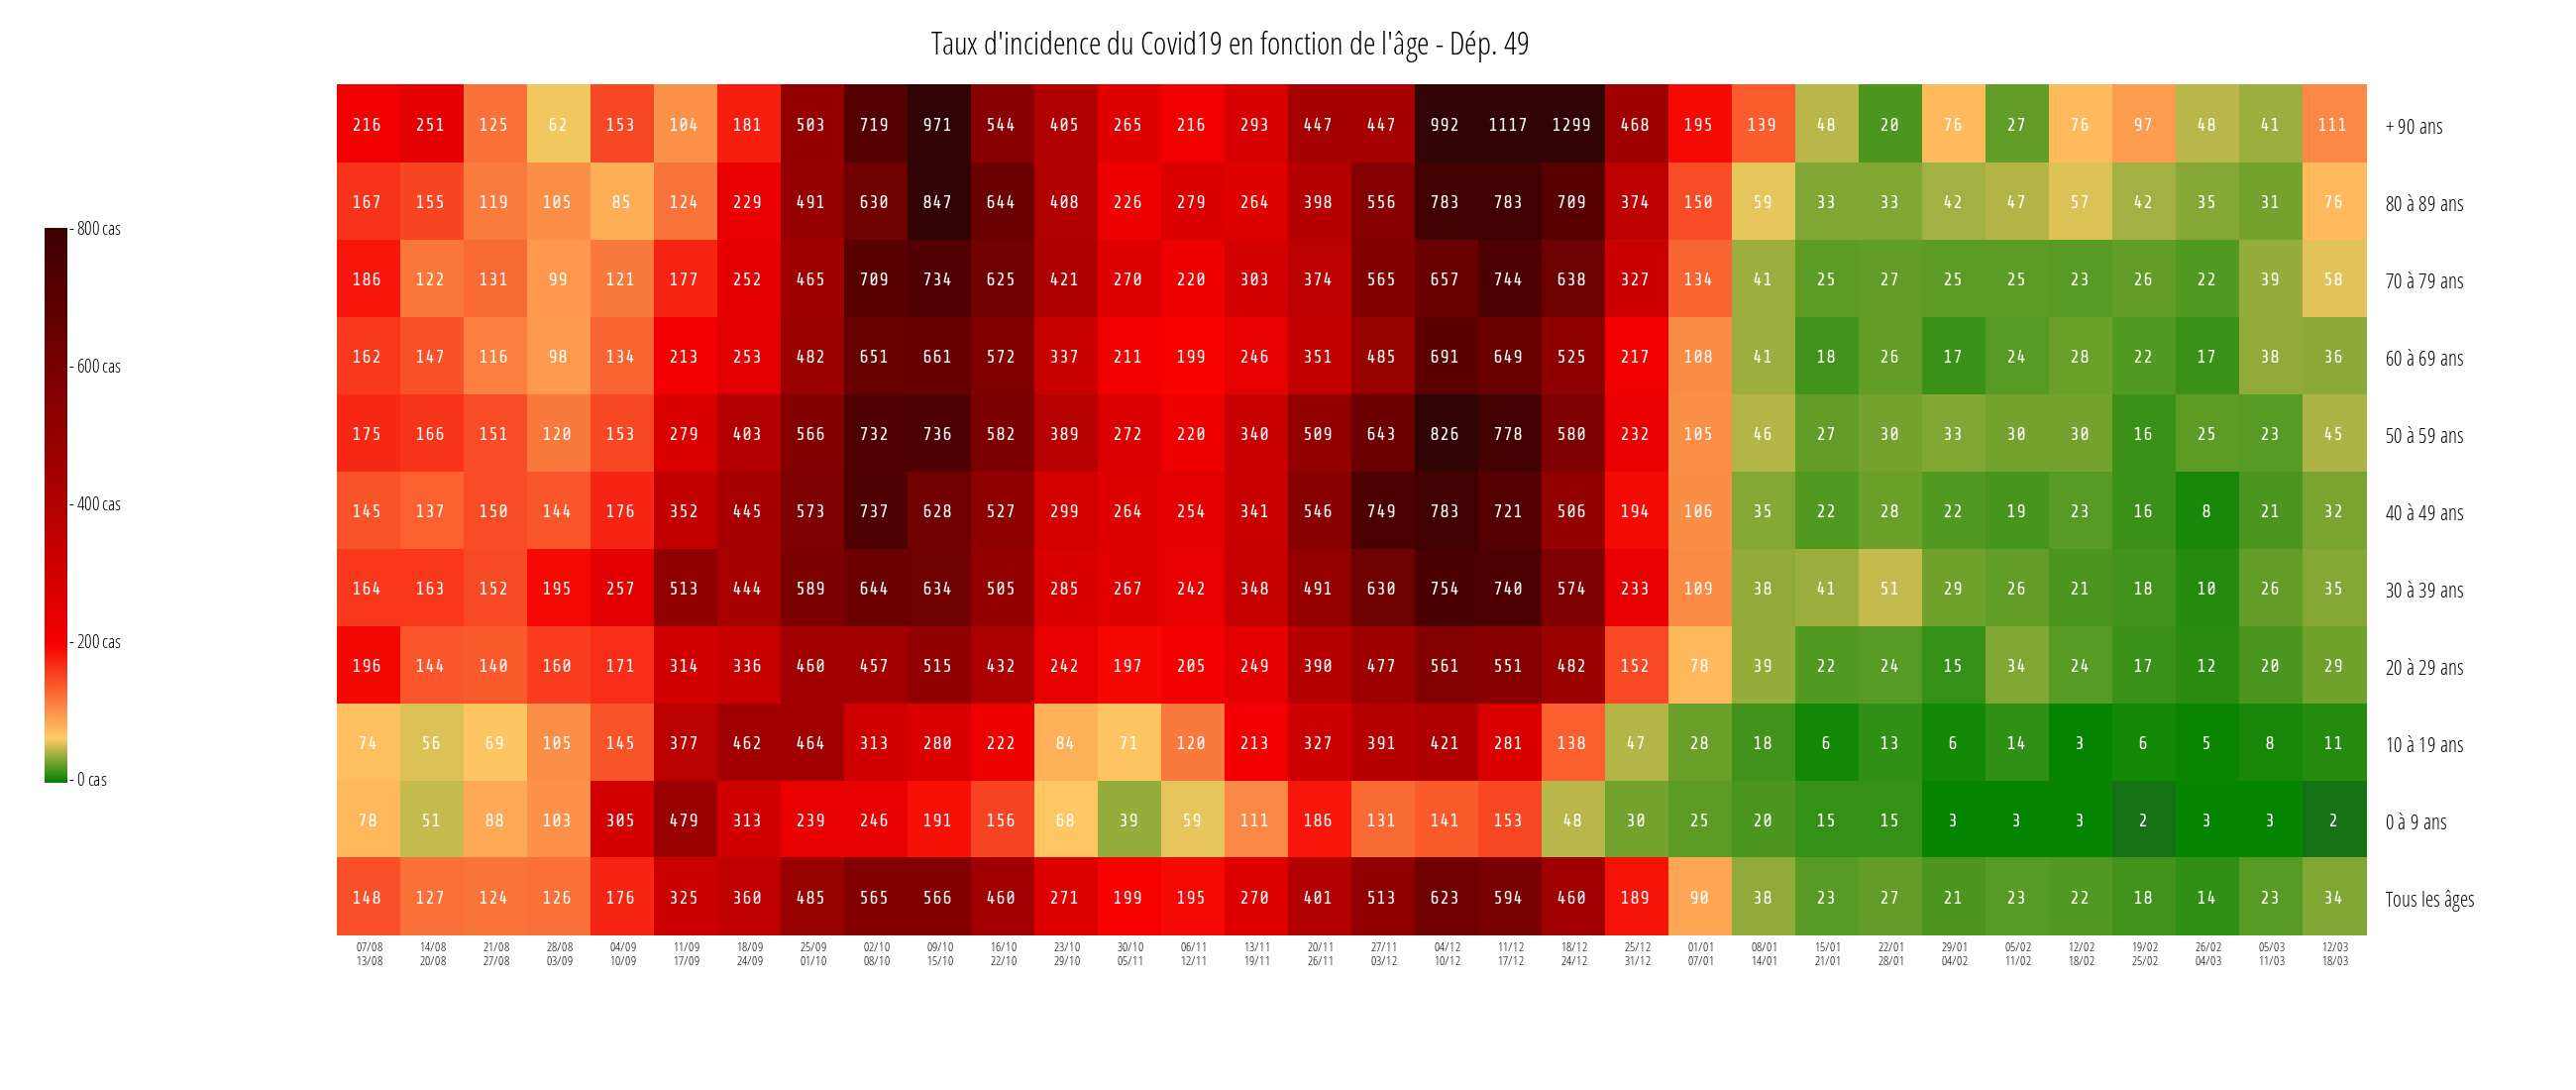 Taux d'incidence du Covid19 en fonction de l'âge - Dép. 49
216 251 125 62 153 104 181 503 719 971 544 405 265 216 293 447 447 992 1117 1299 468 195 139 48 20 76 27 76 97 48 41 111 + 90 ans
167 155 119 105 85 124 229 491 630 847 644 408 226 279 264 398 556 783 783 709 374 150 59 33 33 42 47 57 42 35 31 76 80 à 89 ans
- 800 cas
186 122 131 99 121 177 252 465 709 734 625 421 270 220 303 374 565 657 744 638 327 134 41 25 27 25 25 23 26 22 39 58 70 à 79 ans
162 147 116 98 134 213 253 482 651 661 572 337 211 199 246 351 485 691 649 525 217 108 41 18 26 17 24 28 22 17 38 36 60 à 69 ans
- 600 cas
175 166 151 120 153 279 403 566 732 736 582 389 272 220 340 509 643 826 778 580 232 105 46 27 30 33 30 30 16 25 23 45 50 à 59 ans
- 400 cas
145 137 150 144 176 352 445 573 737 628 527 299 264 254 341 546 749 783 721 506 194 106 35 22 28 22 19 23 16 8 21 32 40 à 49 ans
164 163 152 195 257 513 444 589 644 634 505 285 267 242 348 491 630 754 740 574 233 109 38 41 51 29 26 21 18 10 26 35 30 à 39 ans
- 200 cas
196 144 140 160 171 314 336 460 457 515 432 242 197 205 249 390 477 561 551 482 152 78 39 22 24 15 34 24 17 12 20 29 20 à 29 ans
74 56 69 105 145 377 462 464 313 280 222 84 71 120 213 327 391 421 281 138 47 28 18 6 13 6 14 3 6 5 8 11 10 à 19 ans
- 0 cas
78 51 88 103 305 479 313 239 246 191 156 68 39 59 111 186 131 141 153 48 30 25 20 15 15 3 3 3 2 3 3 2 0 à 9 ans
148 127 124 126 176 325 360 485 565 566 460 271 199 195 270 401 513 623 594 460 189 90 38 23 27 21 23 22 18 14 23 34 Tous les âges
07/08 14/08 21/08 28/08 04/09 11/09 18/09 25/09 02/10 09/10 16/10 23/10 30/10 06/11 13/11 20/11 27/11 04/12 11/12 18/12 25/12 01/01 08/01 15/01 22/01 29/01 05/02 12/02 19/02 26/02 05/03 12/03
13/08 20/08 27/08 03/09 10/09 17/09 24/09 01/10 08/10 15/10 22/10 29/10 05/11 12/11 19/11 26/11 03/12 10/12 17/12 24/12 31/12 07/01 14/01 21/01 28/01 04/02 11/02 18/02 25/02 04/03 11/03 18/03